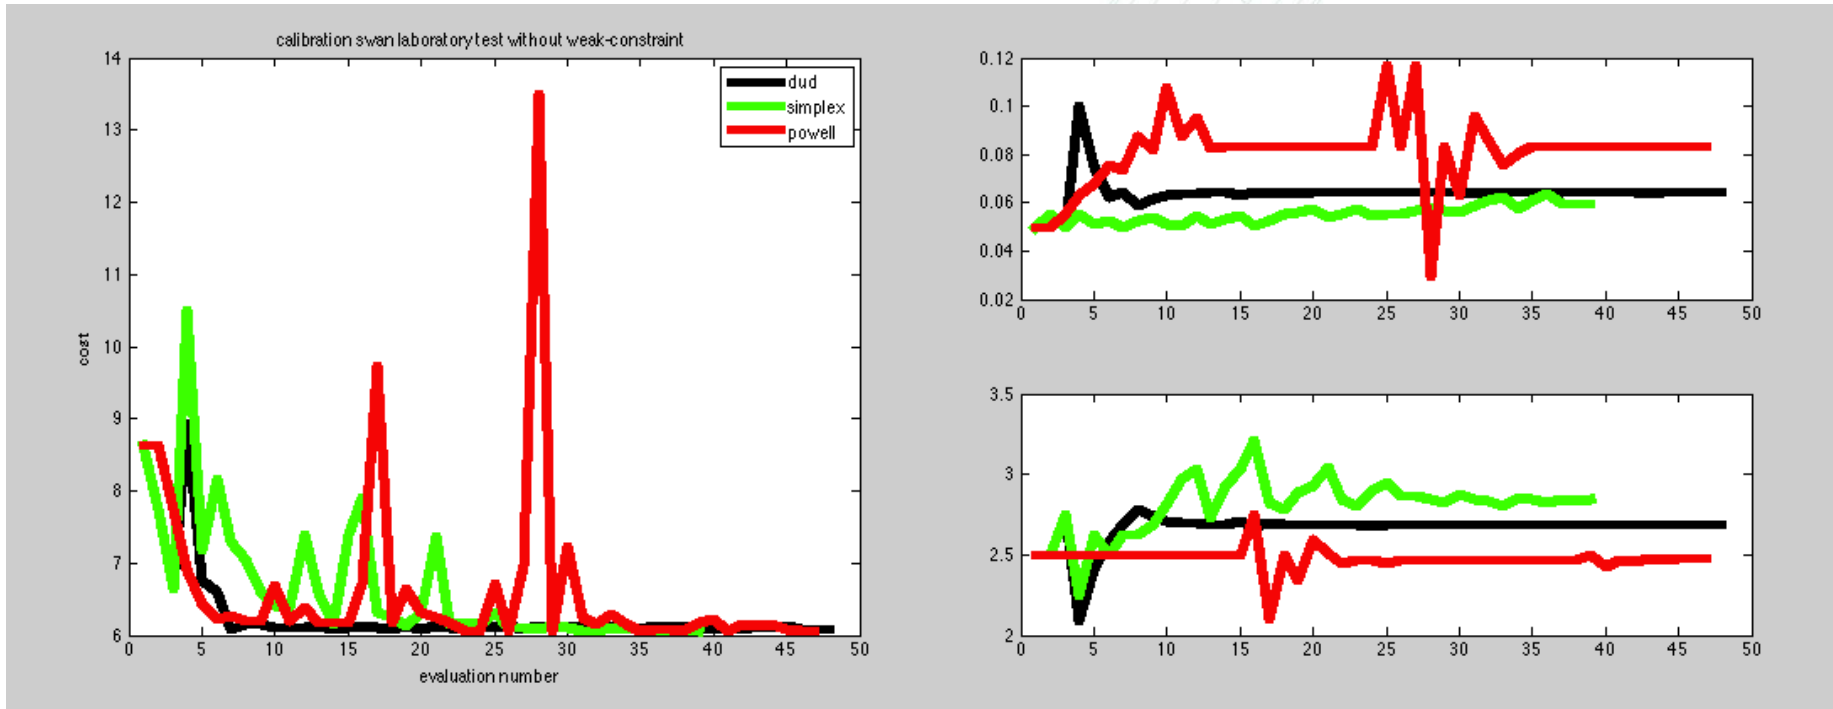 calibration swan laboratory test without weak-constraint
14
13
12
11
10
9
8
7
6
cost
0 5 10 15 20 25 30 35 40 45 50
evaluation number
dud
simplex
powell
0.12
0.1
0.08
0.06
0.04
0.02
0 5 10 15 20 25 30 35 40 45 50
3.5
3
2.5
2
0 5 10 15 20 25 30 35 40 45 50